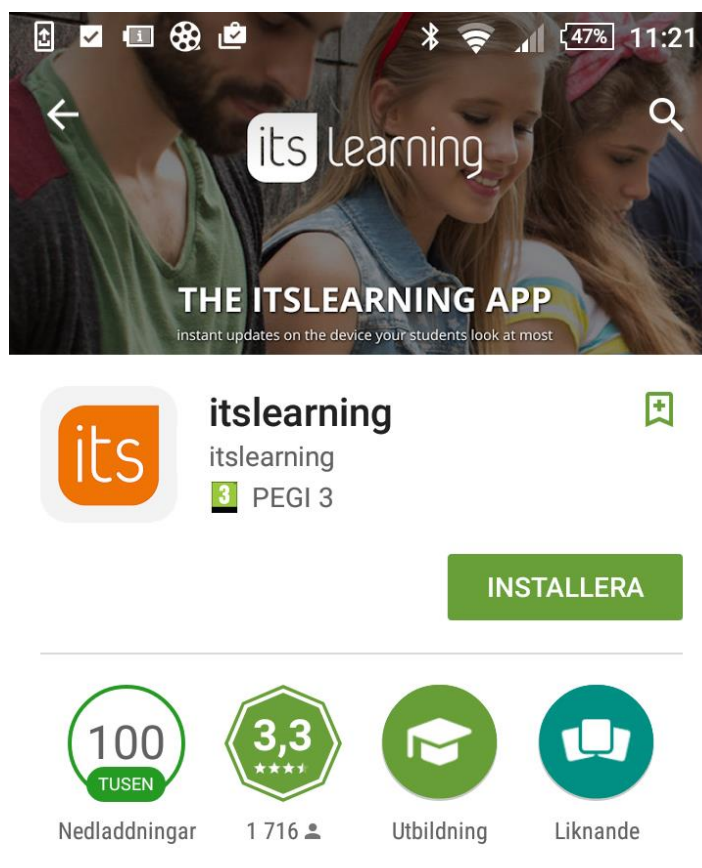 47% 11:21
its learning
THE ITSLEARNING APP
instant updates on the device your students look at most
its
itslearning
itslearning
3 PEGI 3
INSTALLERA
100
TUSEN
3,3
Nedladdningar
1 716
Utbildning
Liknande